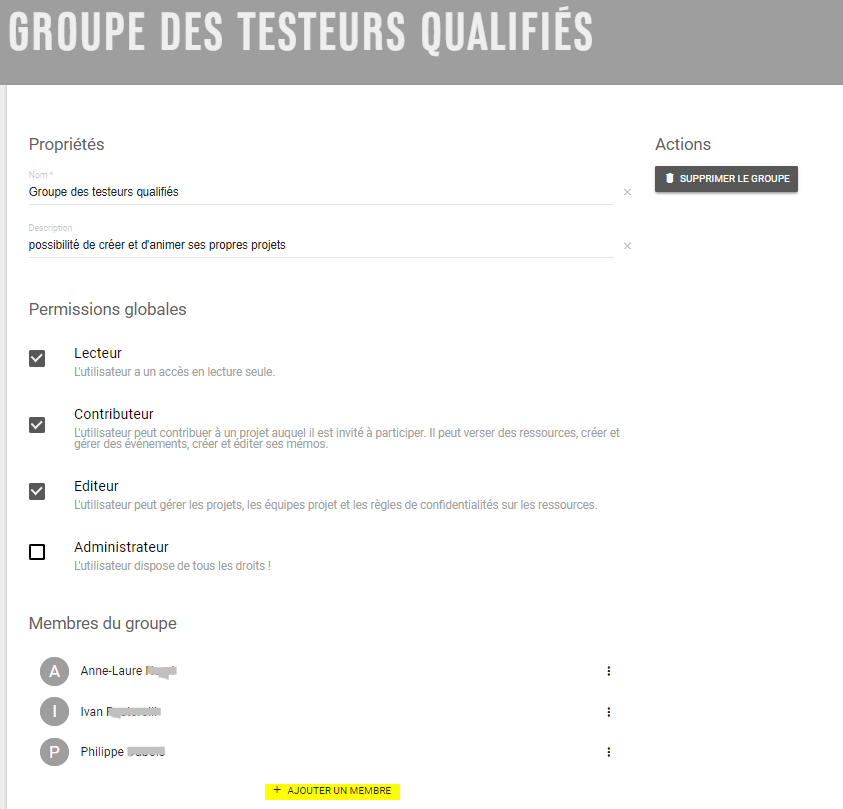 GROUPE DES TESTEURS QUALIFIÉS
Propriétés
Actions
Nom *
Groupe des testeurs qualifiés
SUPPRIMER LE GROUPE
Description
possibilité de créer et d'animer ses propres projets
Permissions globales
Lecteur
L'utilisateur a un accès en lecture seule.
Contributeur
L'utilisateur peut contribuer à un projet auquel il est invité à participer. Il peut verser des ressources, créer et
gérer des événements, créer et éditer ses mémos.
Editeur
L'utilisateur peut gérer les projets, les équipes projet et les règles de confidentialités sur les ressources.
Administrateur
L'utilisateur dispose de tous les droits !
Membres du groupe
A Anne-Laure
I Ivan
P Philippe
+ AJOUTER UN MEMBRE